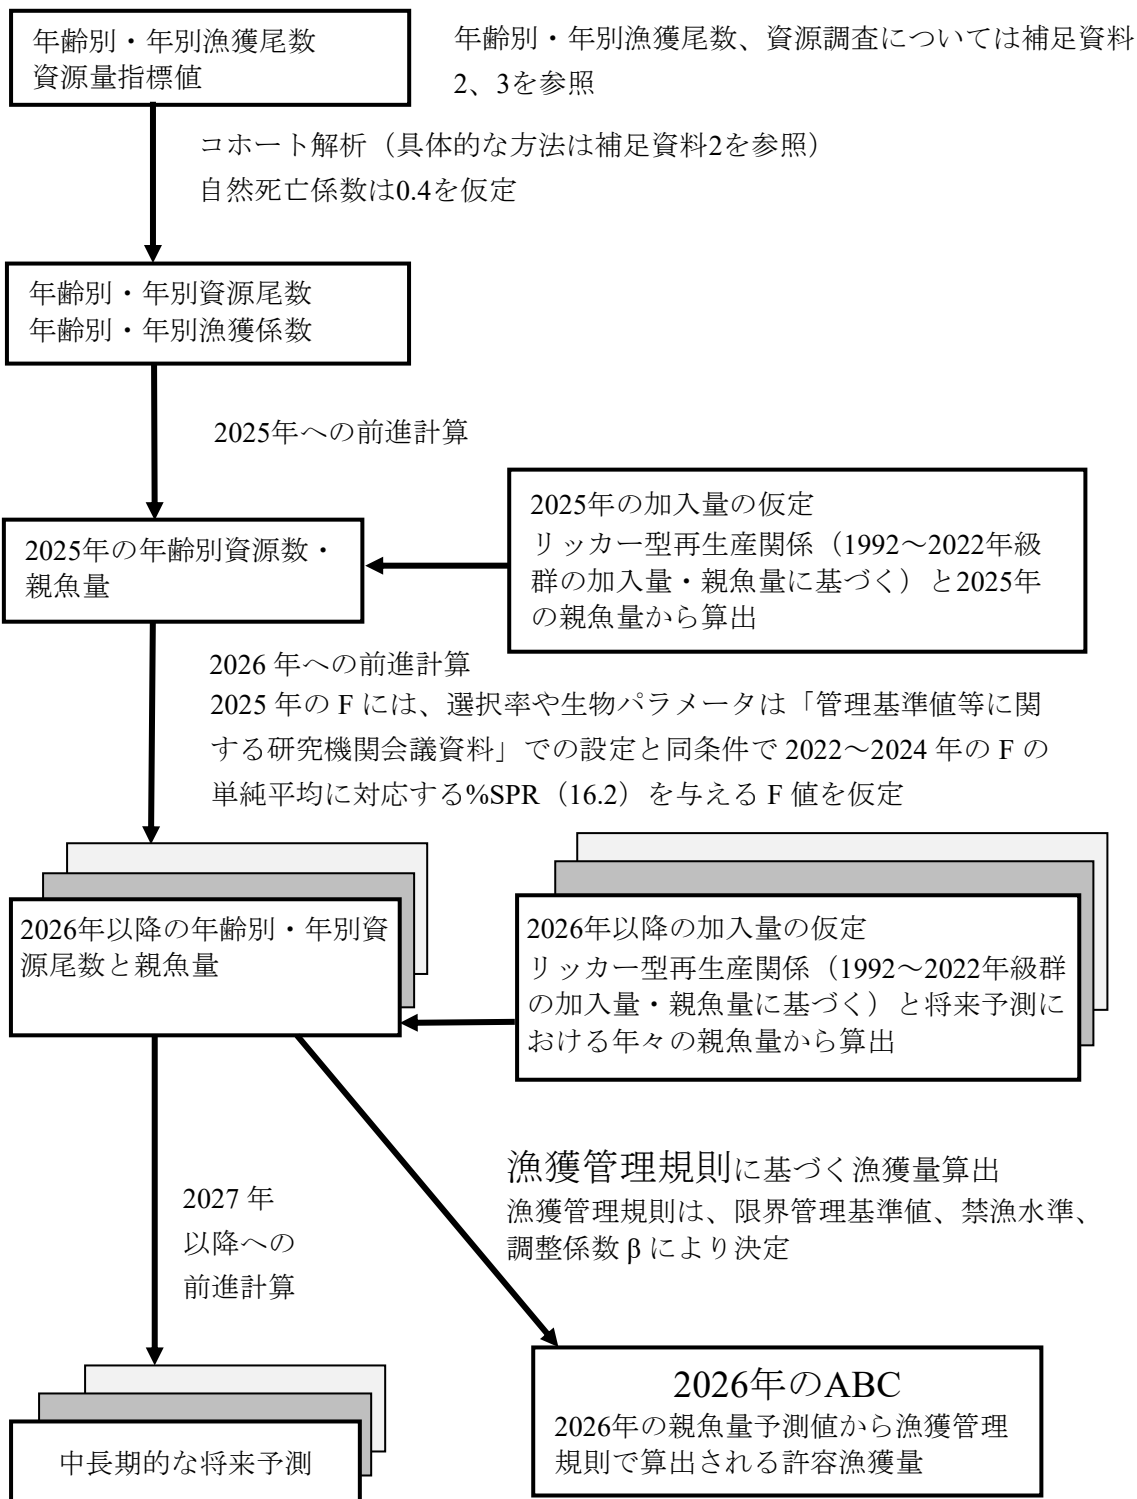 年齢別・年別漁獲尾数
資源量指標値
年齢別・年別漁獲尾数、資源調査については補足資料
2、3を参照
コホート解析（具体的な方法は補足資料2を参照）
自然死亡係数は0.4を仮定
年齢別・年別資源尾数
年齢別・年別漁獲係数
2025年への前進計算
2025年の加入量の仮定
リッカー型再生産関係（1992～2022年級
群の加入量・親魚量に基づく）と2025年
の親魚量から算出
2025年の年齢別資源数・
親魚量
2026 年への前進計算
2025 年の F には、選択率や生物パラメータは「管理基準値等に関
する研究機関会議資料」での設定と同条件で 2022～2024 年の F の
単純平均に対応する%SPR（16.2）を与える F 値を仮定
2026年以降の年齢別・年別資
源尾数と親魚量
2026年以降の加入量の仮定
リッカー型再生産関係（1992～2022年級群
の加入量・親魚量に基づく）と将来予測に
おける年々の親魚量から算出
漁獲管理規則に基づく漁獲量算出
漁獲管理規則は、限界管理基準値、禁漁水準、
調整係数 β により決定
2027 年
以降への
前進計算
2026年のABC
2026年の親魚量予測値から漁獲管理
規則で算出される許容漁獲量
中長期的な将来予測